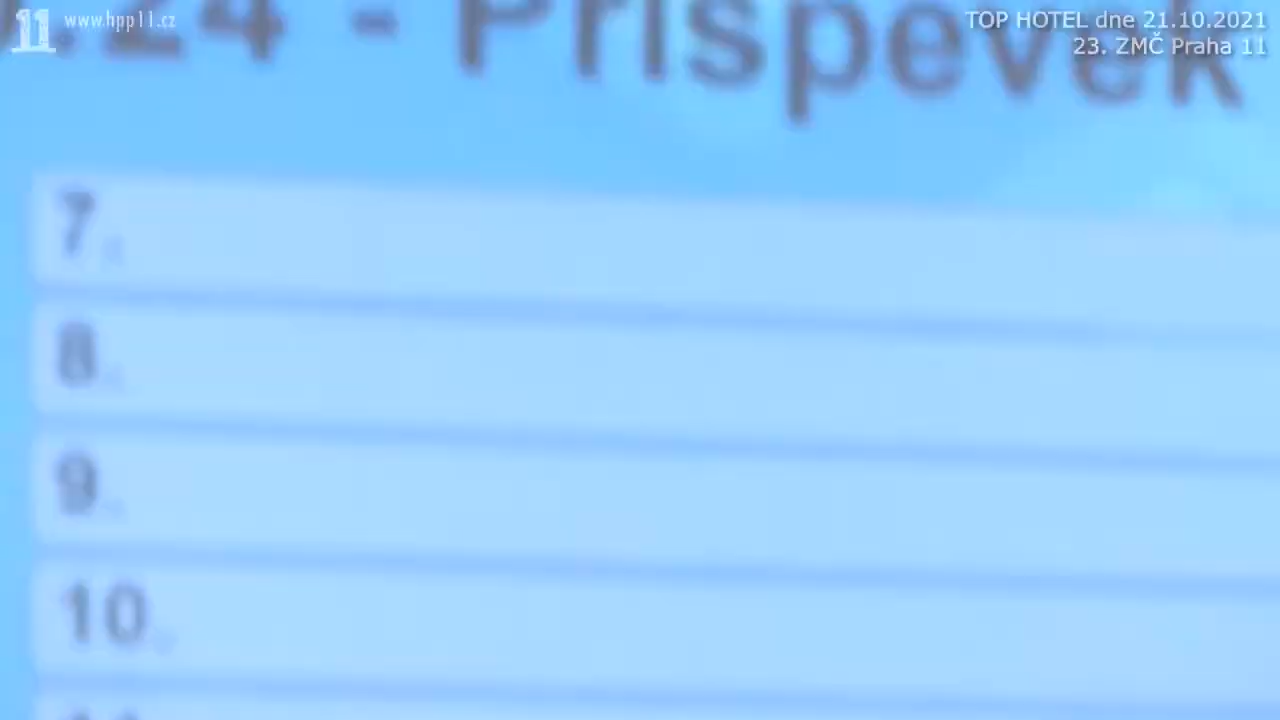 11 www.hpp11.cz
TOP HOTEL dne 21.10.2021
23. ZMČ Praha 11
24 - Příspěvek
7.
8.
9.
10.